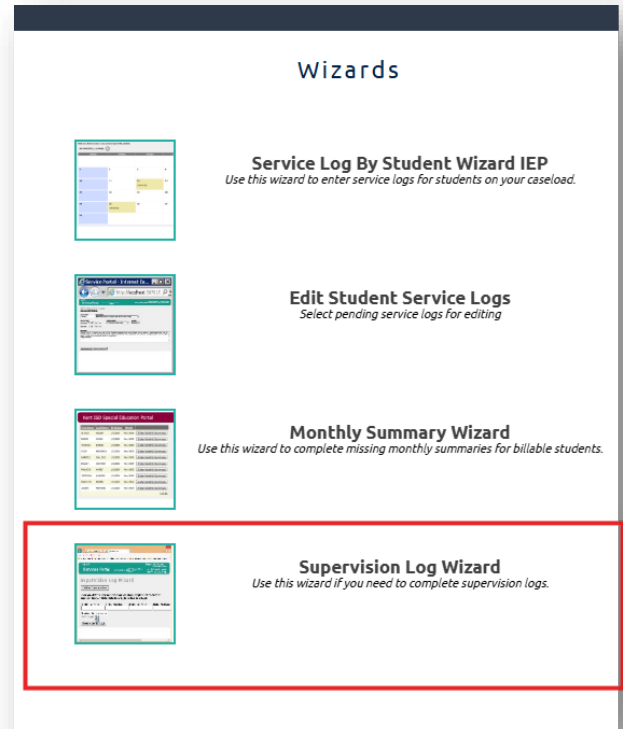 Wizards
Service Log By Student Wizard IEP
Use this wizard to enter service logs for students on your caseload.
Edit Student Service Logs
Select pending service logs for editing
Monthly Summary Wizard
Use this wizard to complete missing monthly summaries for billable students.
Supervision Log Wizard
Use this wizard if you need to complete supervision logs.